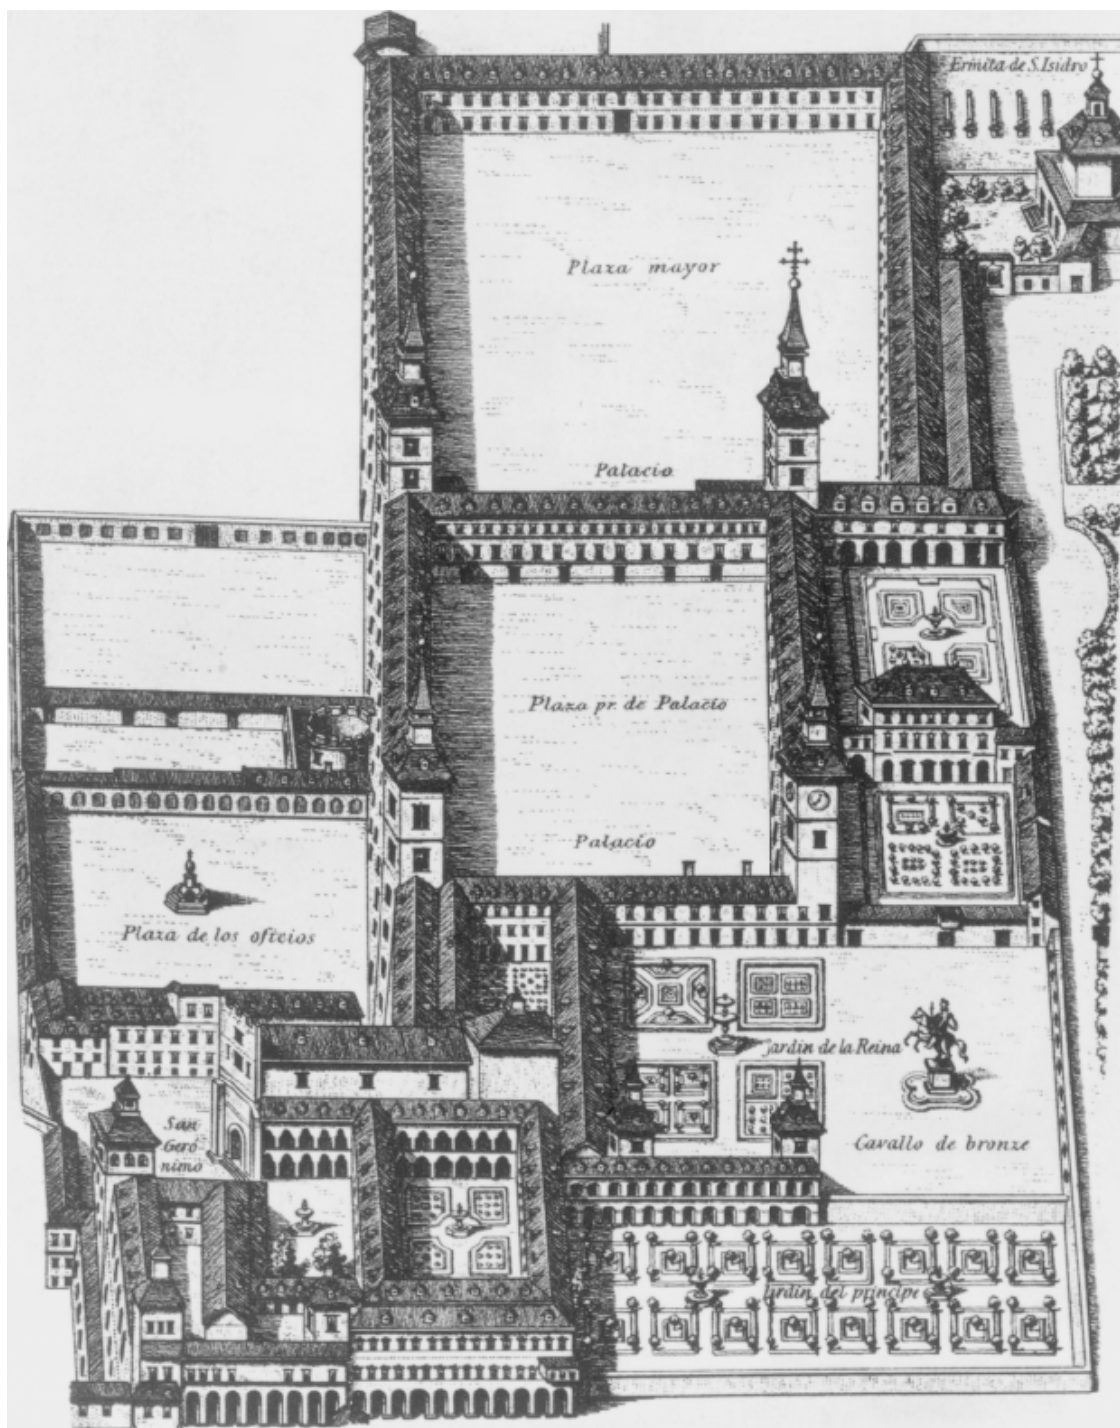 Ermita de S. Isidro
Plaza mayor
Palacio
Plaza pr. de Palacio
Palacio
Plaza de los oficios
Jardin de la Reina
San
Gero
nimo
Cavallo de bronze
Jardin del principe